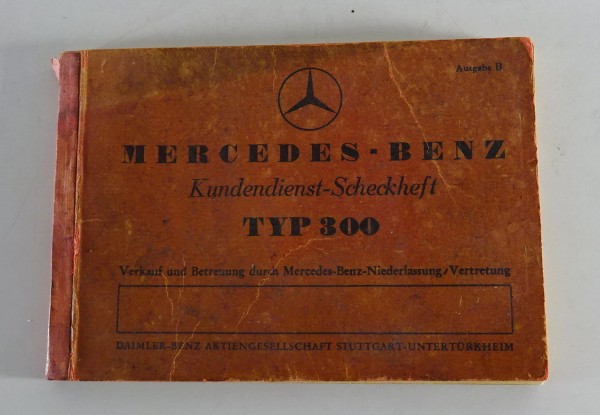 Ausgabe B
MERCEDES-BENZ
Kundendienst-Scheckheft
TYP 300
Verkauf und Betreuung durch Mercedes-Benz-Niederlassung/Vertretung
DAIMLER-BENZ AKTIENGESELLSCHAFT STUTTGART-UNTERTÜRKHEIM